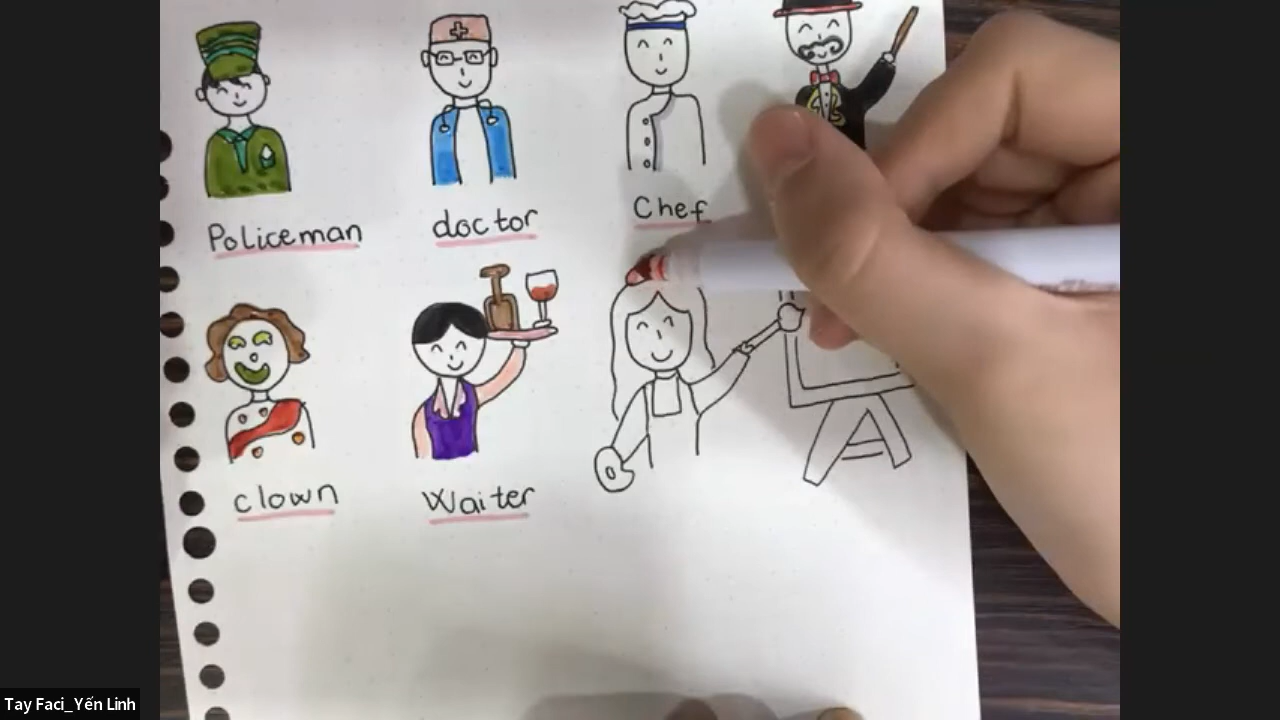 Policeman
doctor
Chef
clown
Waiter
Tay Faci_Yến Linh